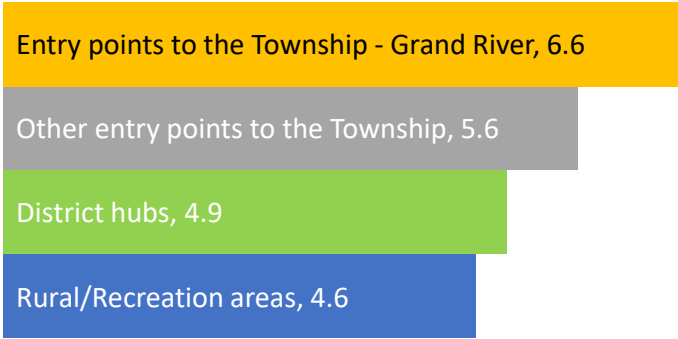 Entry points to the Township - Grand River, 6.6
Other entry points to the Township, 5.6
District hubs, 4.9
Rural/Recreation areas, 4.6